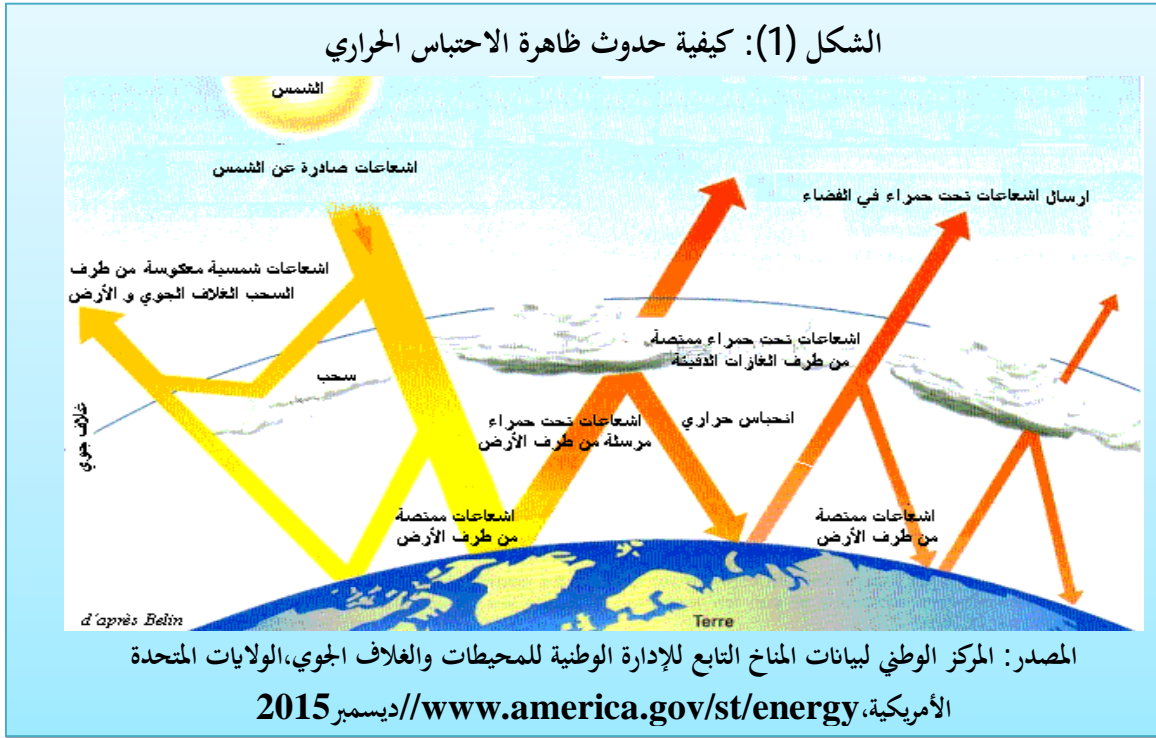 الشكل (1): كيفية حدوث ظاهرة الاحتباس الحراري
الشمس
اشعاعات صادرة عن الشمس
ارسال اشعاعات تحت حمراء في الفضاء
اشعاعات شمسية معكوسة من طرف
السحب الغلاف الجوي و الأرض
اشعاعات تحت حمراء ممتصة
من طرف الغازات الدفيئة
سحب
غلاف جوي
اشعاعات تحت حمراء
مرسلة من طرف الأرض
انحباس حراري
اشعاعات ممتصة
من طرف الأرض
اشعاعات ممتصة
من طرف الأرض
d'après Belin
Terre
المصدر: المركز الوطني لبيانات المناخ التابع للإدارة الوطنية للمحيطات والغلاف الجوي،الولايات المتحدة
الأمريكية،www.america.gov/st/energy//ديسمبر2015